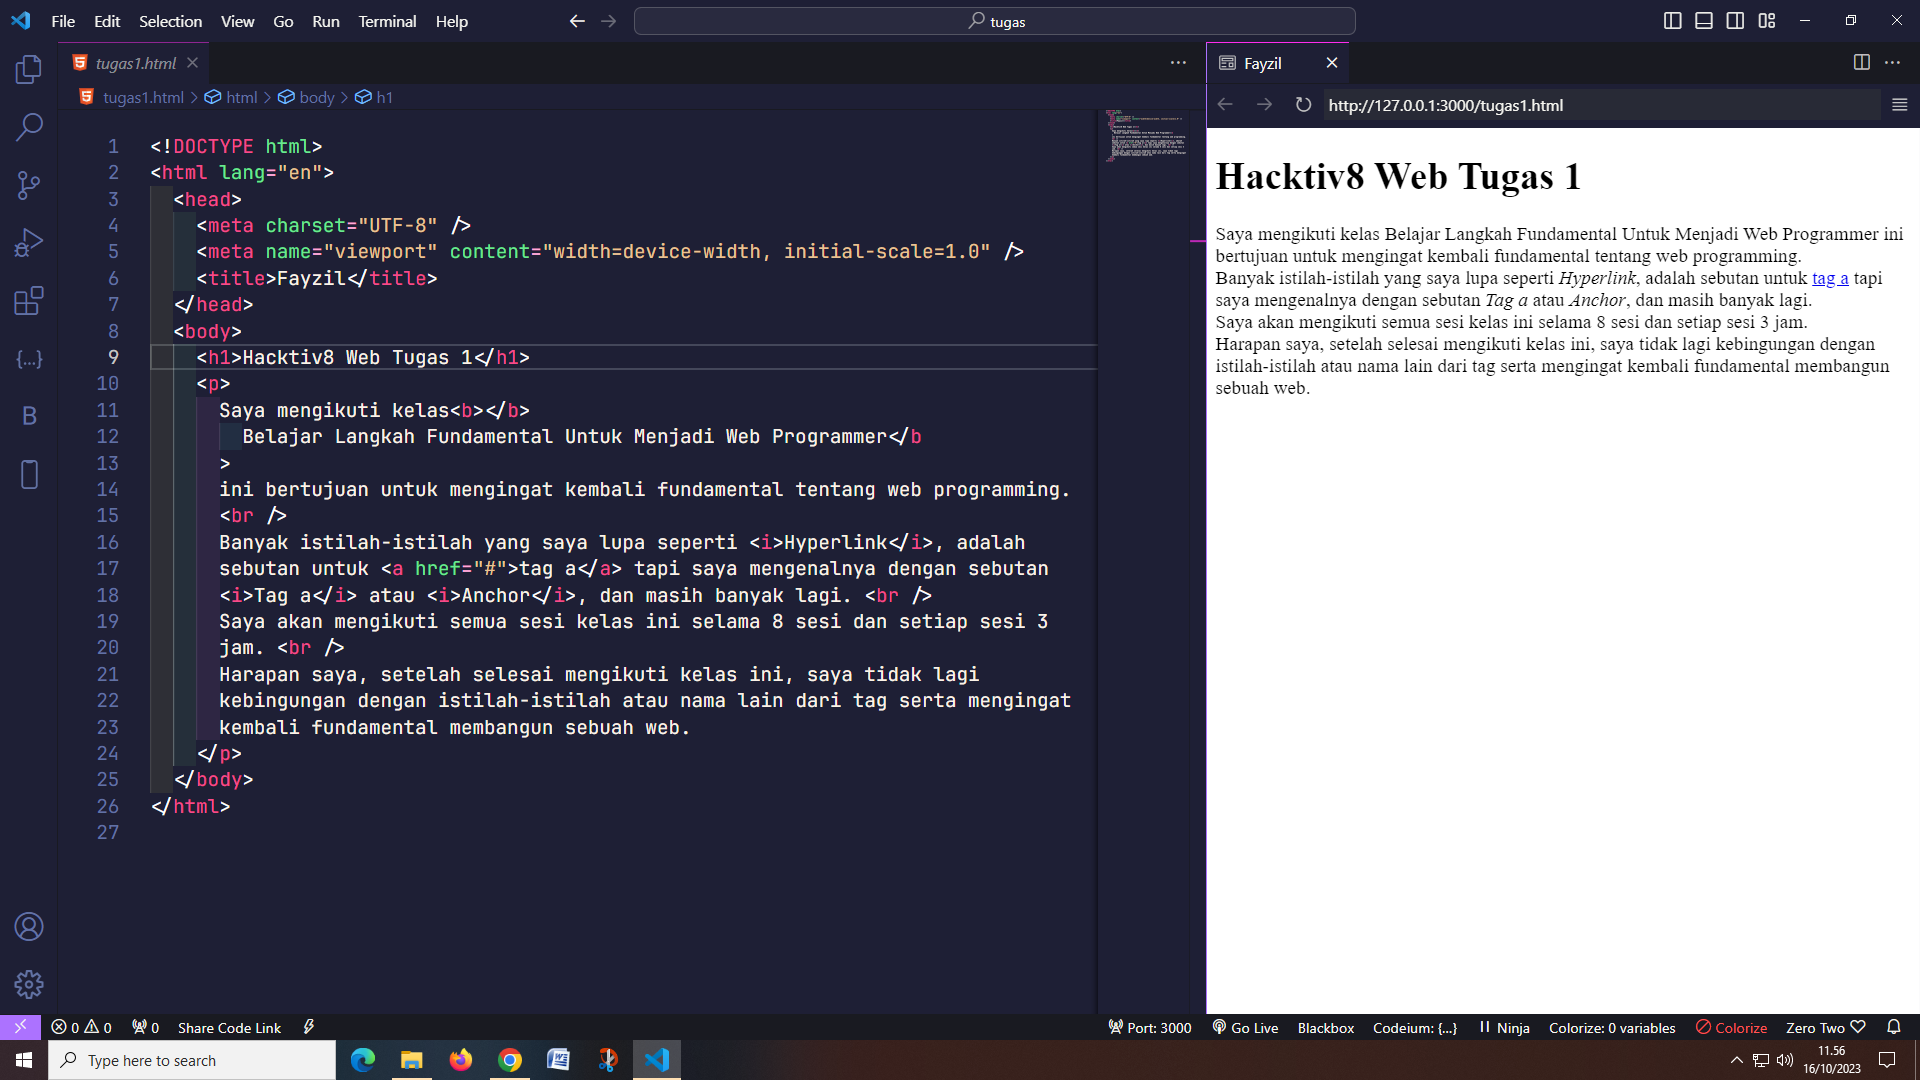 File Edit Selection View Go Run Terminal Help
tugas
tugas1.html
tugas1.html > html > body > h1
1 <!DOCTYPE html>
2 <html lang="en">
3 <head>
4 <meta charset="UTF-8" />
5 <meta name="viewport" content="width=device-width, initial-scale=1.0" />
6 <title>Fayzil</title>
7 </head>
8 <body>
9 <h1>Hacktiv8 Web Tugas 1</h1>
10 <p>
11 Saya mengikuti kelas<b></b>
12 Belajar Langkah Fundamental Untuk Menjadi Web Programmer</b
13 >
14 ini bertujuan untuk mengingat kembali fundamental tentang web programming.
15 <br />
16 Banyak istilah-istilah yang saya lupa seperti <i>Hyperlink</i>, adalah
17 sebutan untuk <a href="#">tag a</a> tapi saya mengenalnya dengan sebutan
18 <i>Tag a</i> atau <i>Anchor</i>, dan masih banyak lagi. <br />
19 Saya akan mengikuti semua sesi kelas ini selama 8 sesi dan setiap sesi 3
20 jam. <br />
21 Harapan saya, setelah selesai mengikuti kelas ini, saya tidak lagi
22 kebingungan dengan istilah-istilah atau nama lain dari tag serta mengingat
23 kembali fundamental membangun sebuah web.
24 </p>
25 </body>
26 </html>
27
Fayzil
http://127.0.0.1:3000/tugas1.html
Hacktiv8 Web Tugas 1
Saya mengikuti kelas Belajar Langkah Fundamental Untuk Menjadi Web Programmer ini
bertujuan untuk mengingat kembali fundamental tentang web programming.
Banyak istilah-istilah yang saya lupa seperti Hyperlink, adalah sebutan untuk tag a tapi
saya mengenalnya dengan sebutan Tag a atau Anchor, dan masih banyak lagi.
Saya akan mengikuti semua sesi kelas ini selama 8 sesi dan setiap sesi 3 jam.
Harapan saya, setelah selesai mengikuti kelas ini, saya tidak lagi kebingungan dengan
istilah-istilah atau nama lain dari tag serta mengingat kembali fundamental membangun
sebuah web.
0 0 0 Share Code Link Port: 3000 Go Live Blackbox Codeium: {...} Ninja Colorize: 0 variables Colorize Zero Two
Type here to search
11.56
16/10/2023